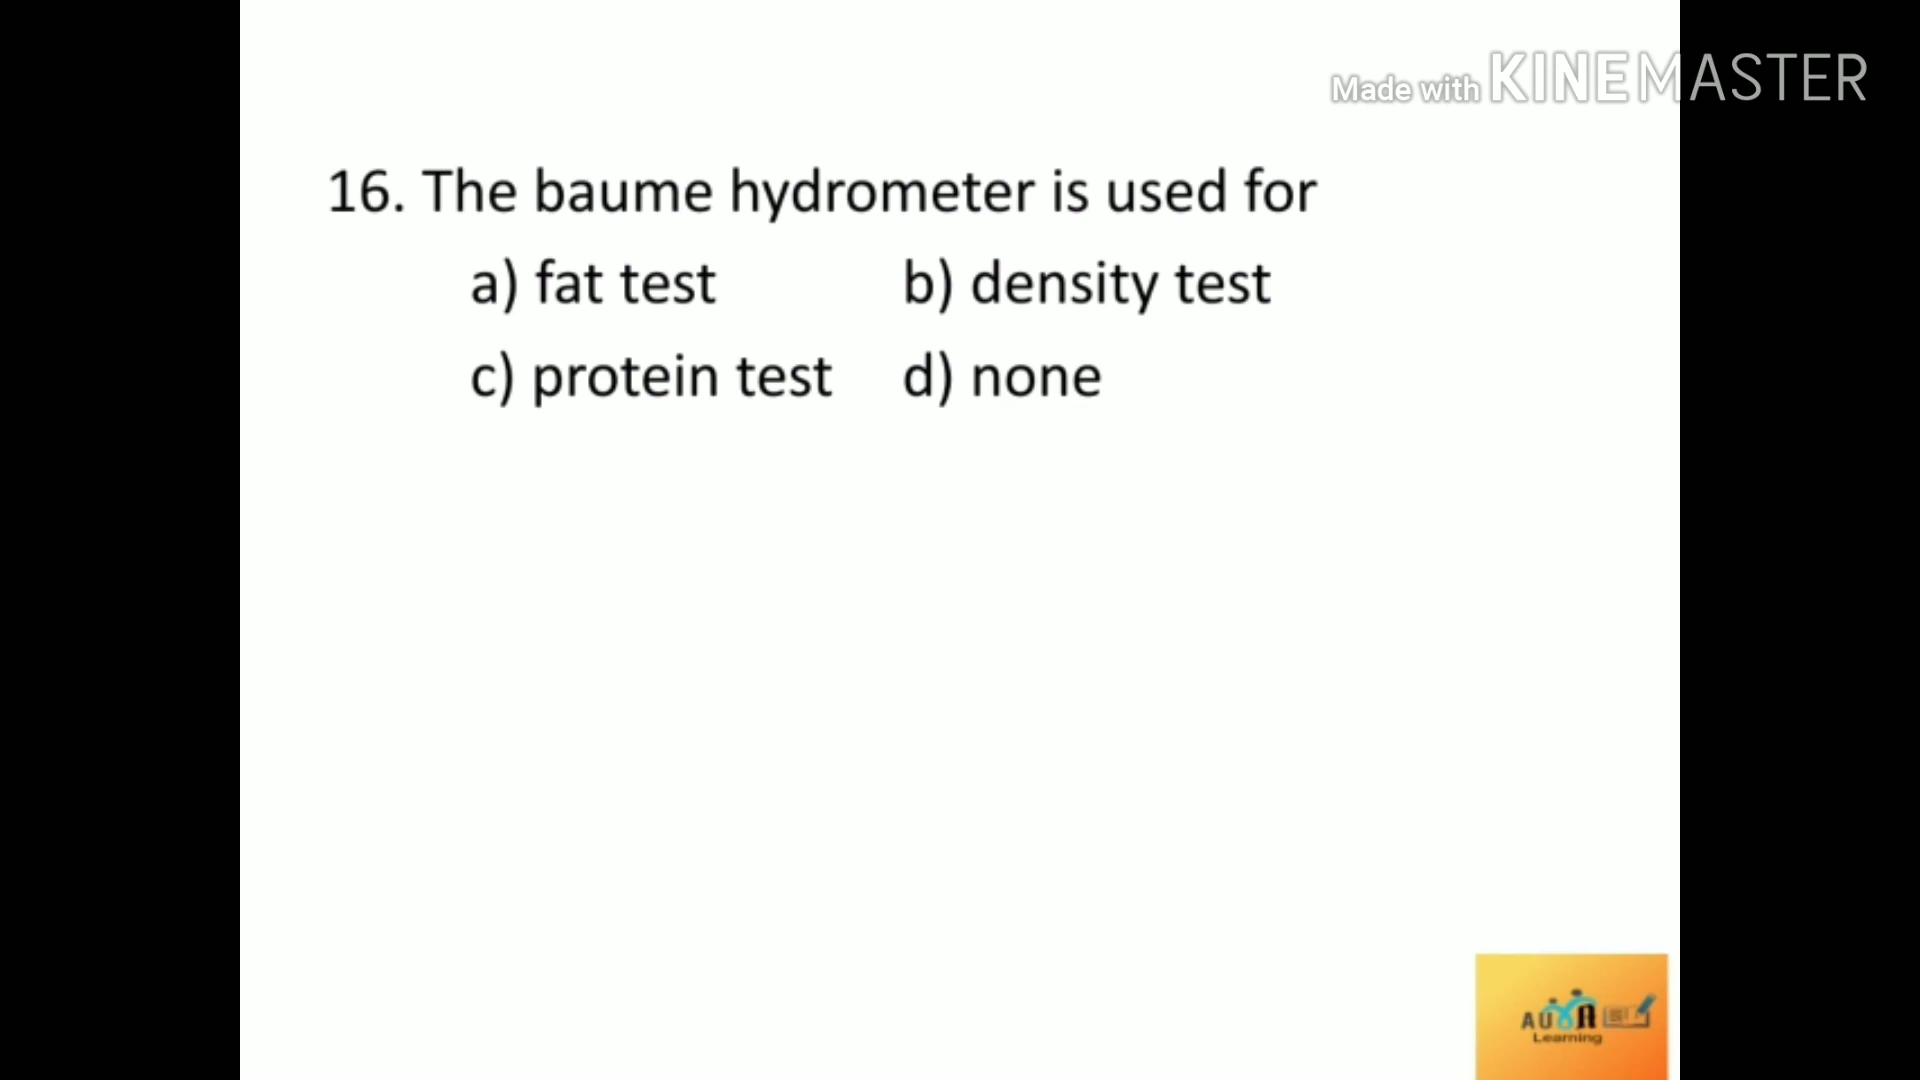 Made with KINEMASTER
16. The baume hydrometer is used for
a) fat test b) density test
c) protein test d) none
Learning